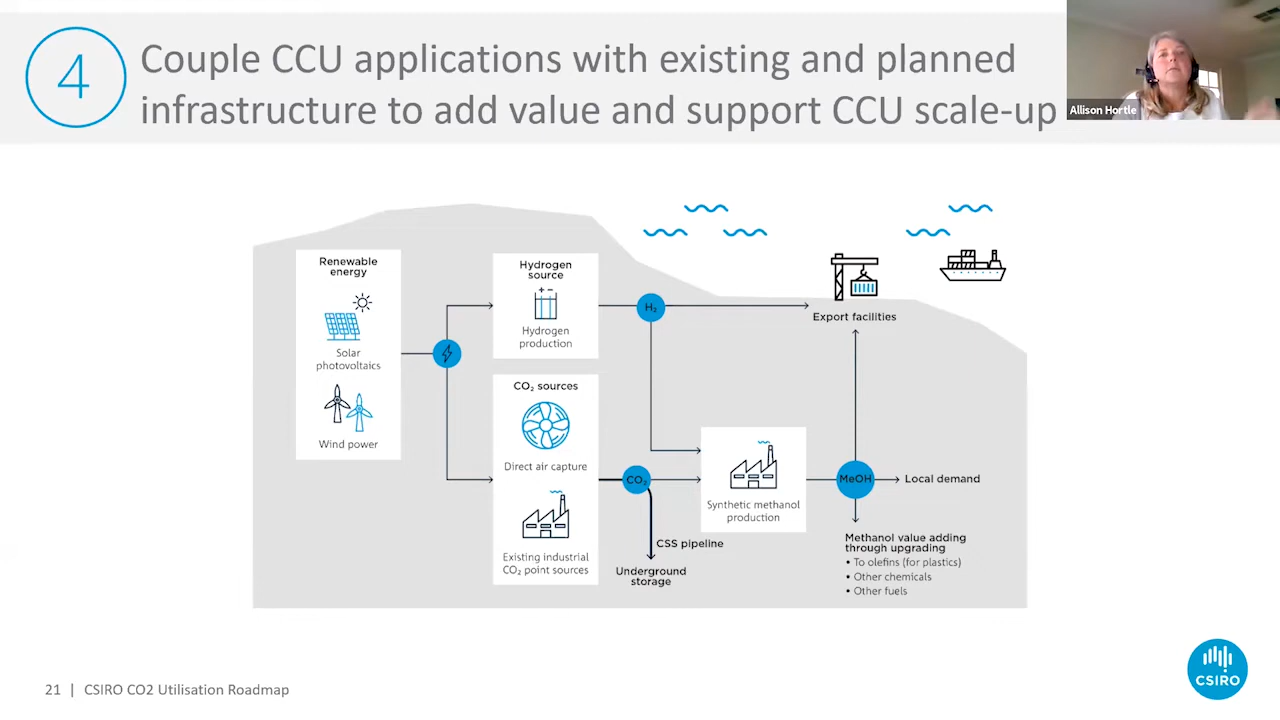 4
Couple CCU applications with existing and planned
infrastructure to add value and support CCU scale-up
Allison Hortle
Renewable
energy
Solar
photovoltaics
Wind power
Hydrogen
source
+ −
Hydrogen
production
CO₂ sources
Direct air capture
Existing industrial
CO₂ point sources
H₂
CO₂
CSS pipeline
Underground
storage
Synthetic methanol
production
Export facilities
MeOH
Local demand
Methanol value adding
through upgrading
• To olefins (for plastics)
• Other chemicals
• Other fuels
21 | CSIRO CO2 Utilisation Roadmap
CSIRO